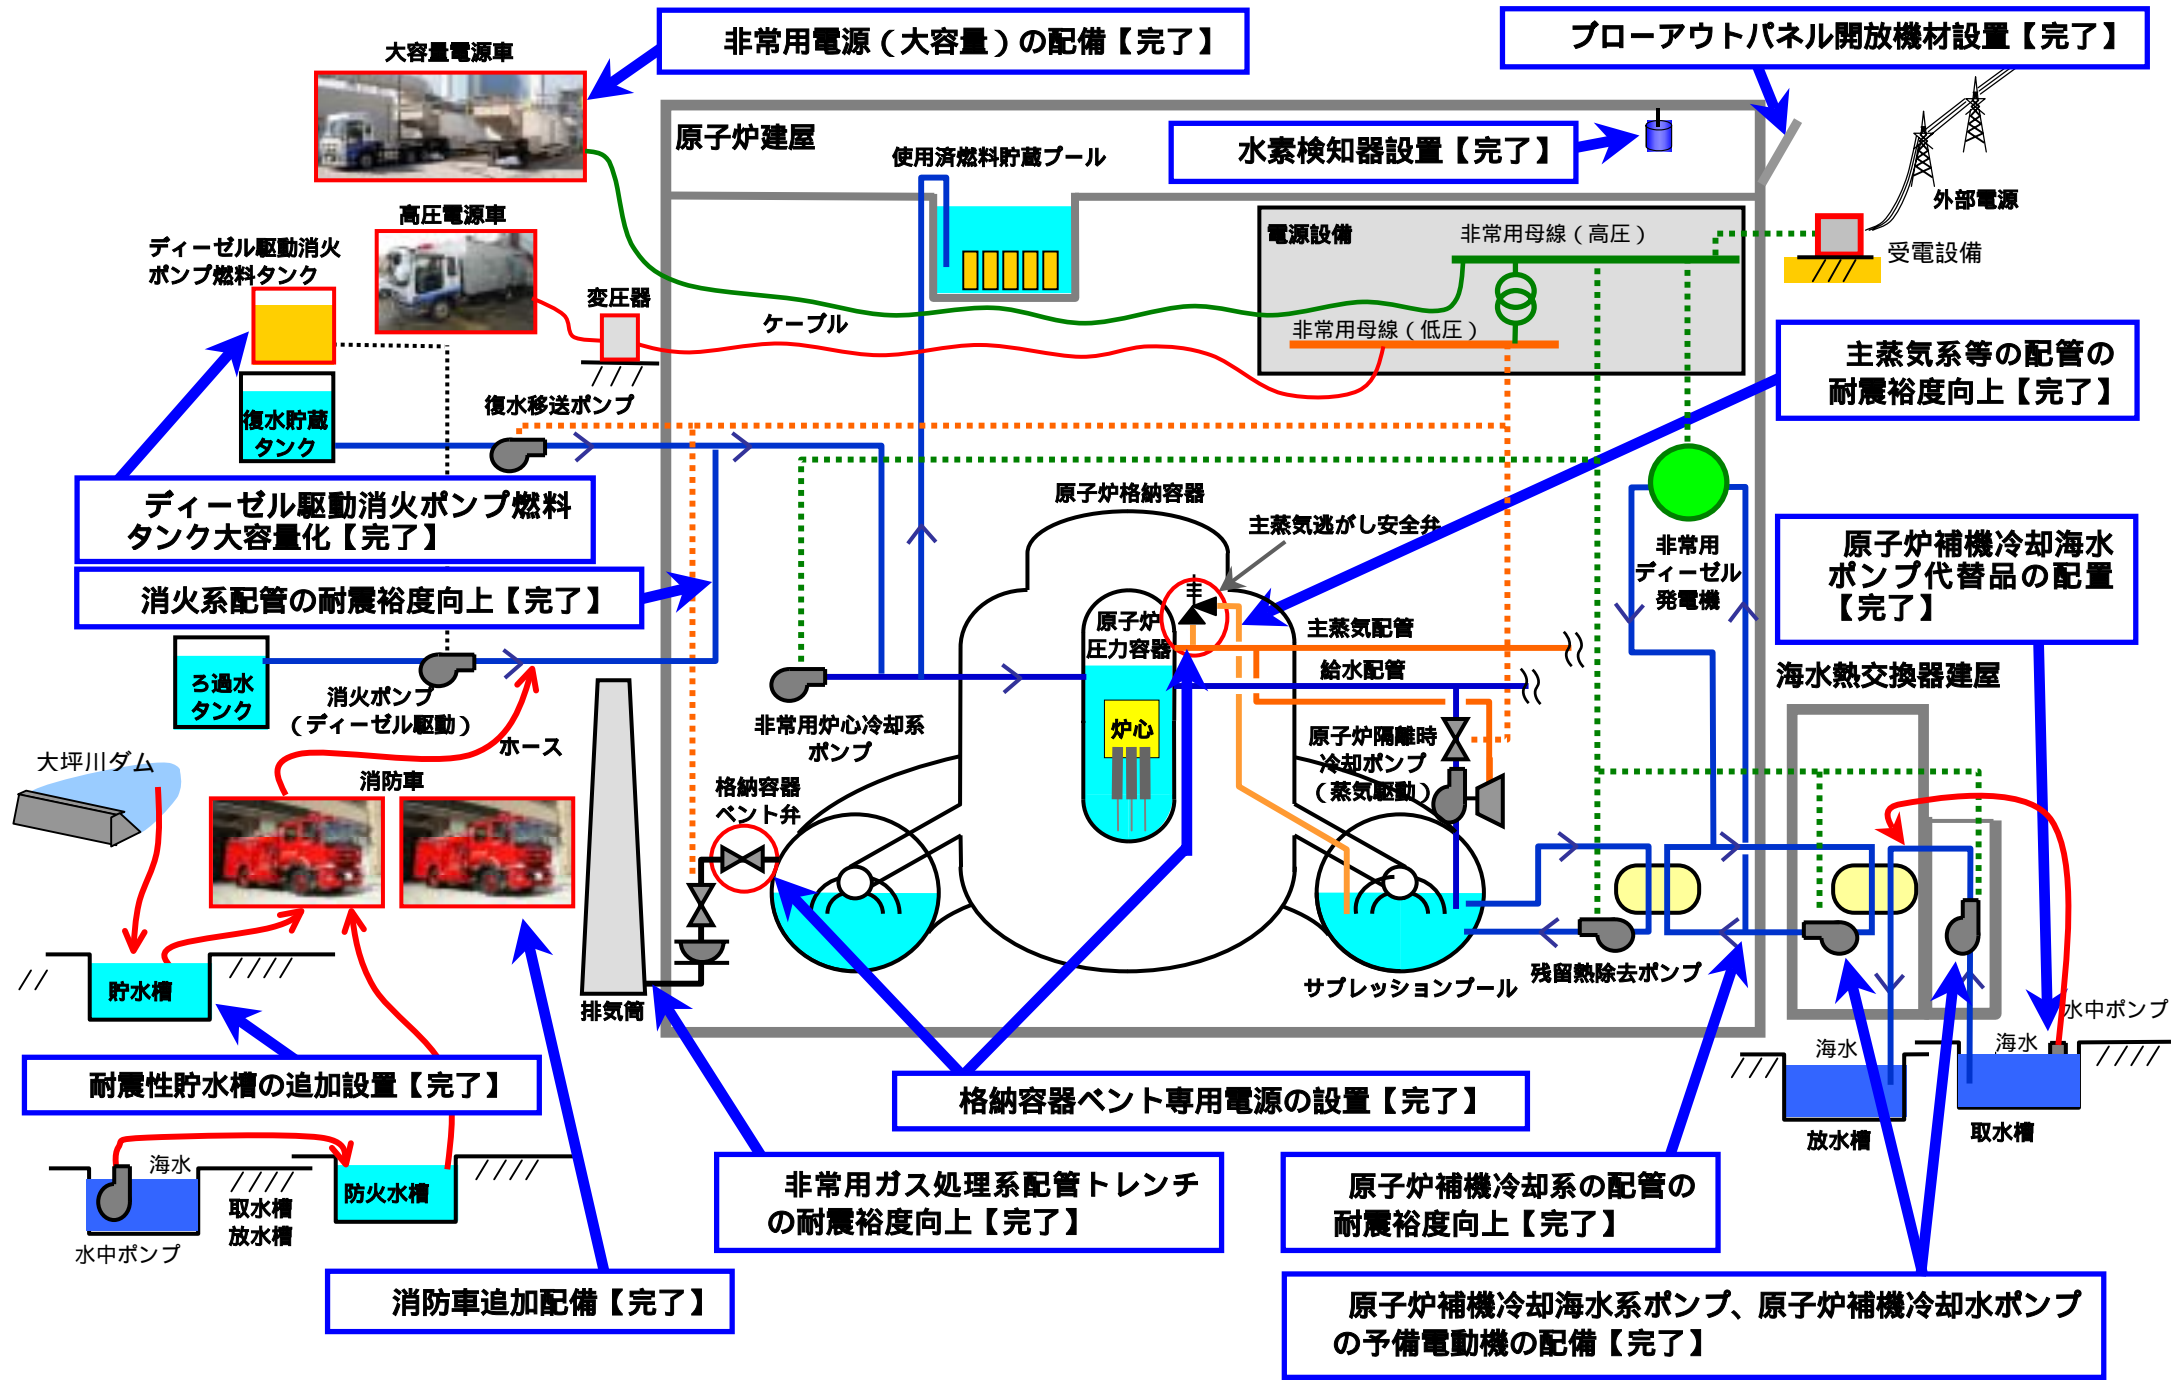 非常用電源（大容量）の配備【完了】
ブローアウトパネル開放機材設置【完了】
大容量電源車
原子炉建屋
使用済燃料貯蔵プール
水素検知器設置【完了】
外部電源
高圧電源車
電源設備
非常用母線（高圧）
受電設備
ディーゼル駆動消火
ポンプ燃料タンク
変圧器
ケーブル
非常用母線（低圧）
主蒸気系等の配管の
耐震裕度向上【完了】
復水移送ポンプ
復水貯蔵
タンク
ディーゼル駆動消火ポンプ燃料
タンク大容量化【完了】
原子炉格納容器
主蒸気逃がし安全弁
非常用
ディーゼル
発電機
原子炉補機冷却海水
ポンプ代替品の配置
【完了】
消火系配管の耐震裕度向上【完了】
原子炉
圧力容器
主蒸気配管
給水配管
海水熱交換器建屋
ろ過水
タンク
消火ポンプ
（ディーゼル駆動）
ホース
非常用炉心冷却系
ポンプ
炉心
原子炉隔離時
冷却ポンプ
（蒸気駆動）
大坪川ダム
消防車
格納容器
ベント弁
貯水槽
排気筒
サプレッションプール
残留熱除去ポンプ
水中ポンプ
海水
海水
耐震性貯水槽の追加設置【完了】
格納容器ベント専用電源の設置【完了】
放水槽
取水槽
海水
防火水槽
取水槽
放水槽
水中ポンプ
非常用ガス処理系配管トレンチ
の耐震裕度向上【完了】
原子炉補機冷却系の配管の
耐震裕度向上【完了】
消防車追加配備【完了】
原子炉補機冷却海水系ポンプ、原子炉補機冷却水ポンプ
の予備電動機の配備【完了】